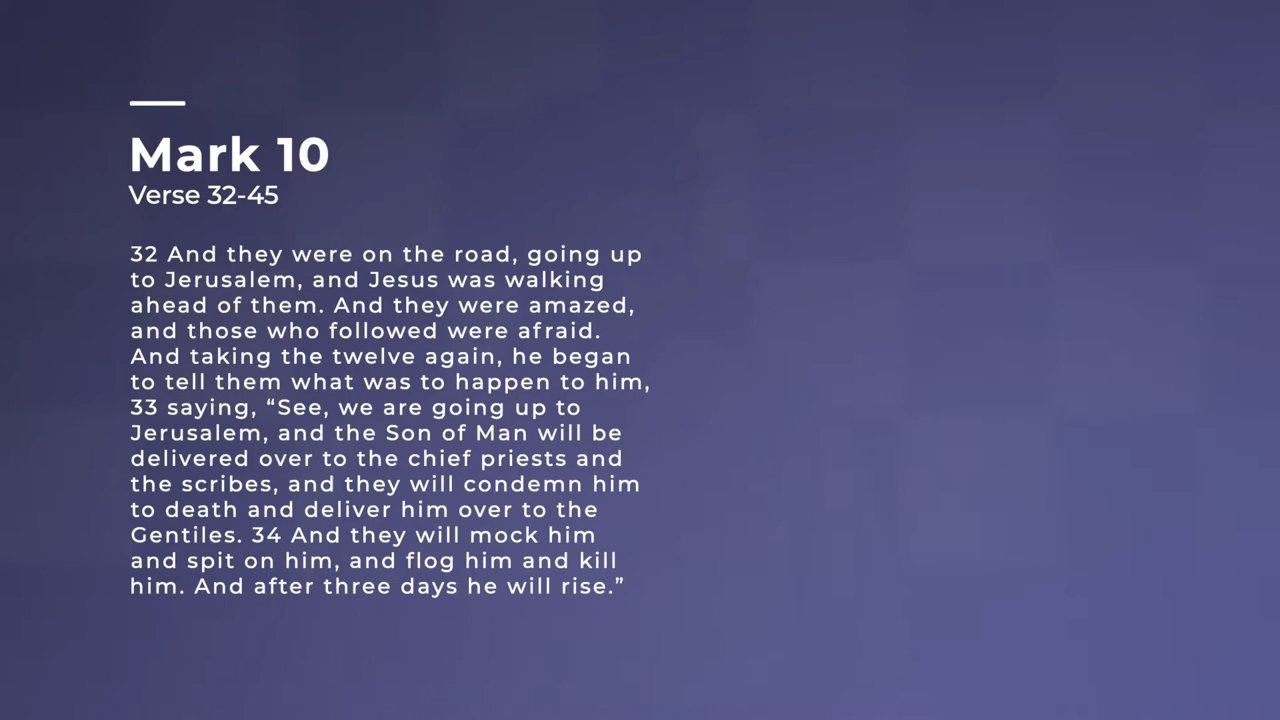 Mark 10
Verse 32-45
32 And they were on the road, going up
to Jerusalem, and Jesus was walking
ahead of them. And they were amazed,
and those who followed were afraid.
And taking the twelve again, he began
to tell them what was to happen to him,
33 saying, “See, we are going up to
Jerusalem, and the Son of Man will be
delivered over to the chief priests and
the scribes, and they will condemn him
to death and deliver him over to the
Gentiles. 34 And they will mock him
and spit on him, and flog him and kill
him. And after three days he will rise.”